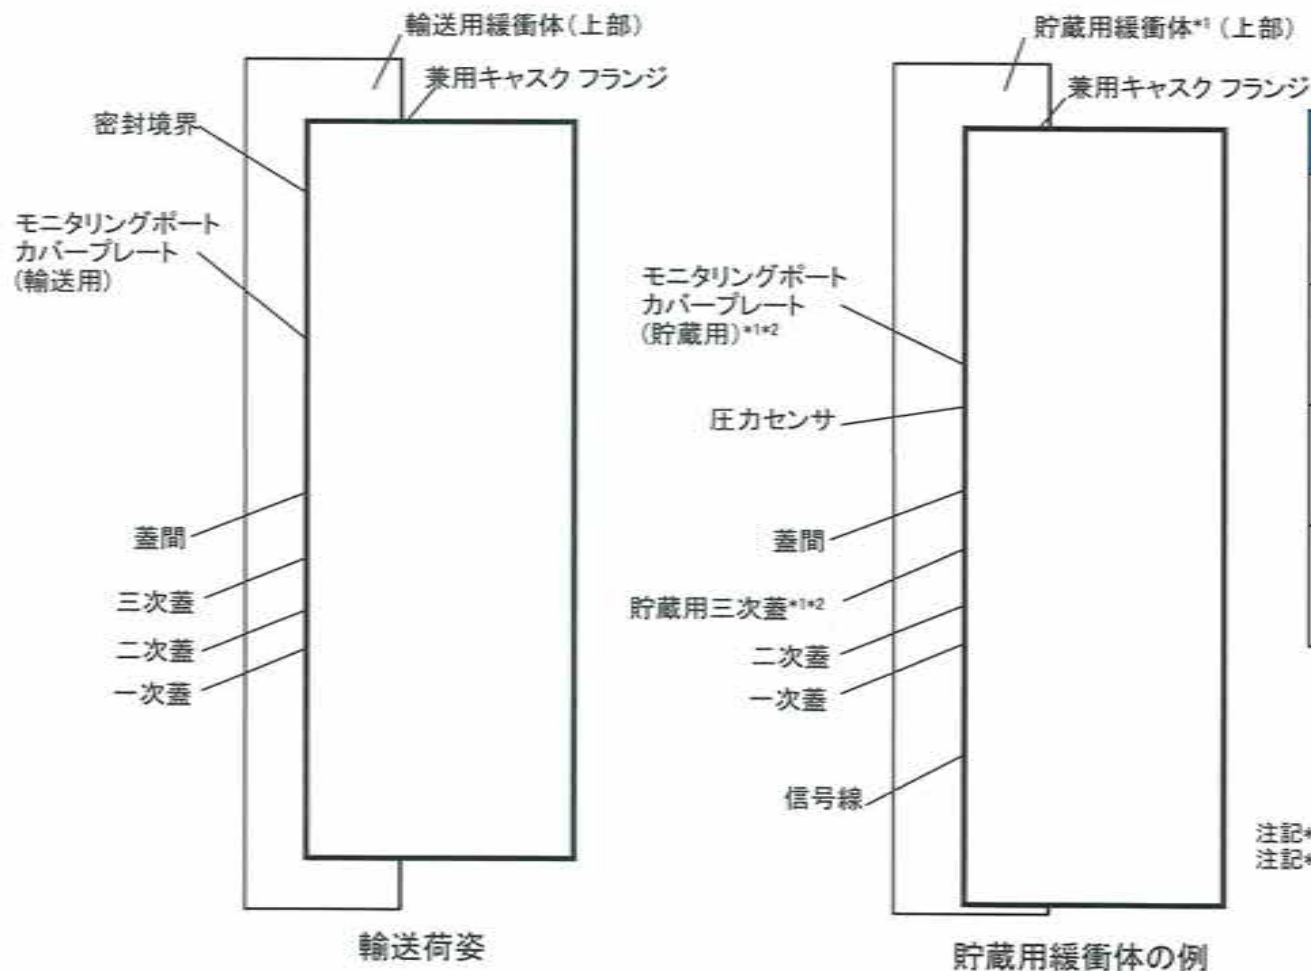 輸送用緩衝体(上部)
兼用キャスク フランジ
密封境界
モニタリングポート
カバープレート
(輸送用)
蓋間
三次蓋
二次蓋
一次蓋
輸送荷姿
貯蔵用緩衝体*1 (上部)
兼用キャスク フランジ
モニタリングポート
カバープレート
(貯蔵用)*1*2
圧力センサ
蓋間
貯蔵用三次蓋*1*2
二次蓋
一次蓋
信号線
貯蔵用緩衝体の例
注記*
注記*